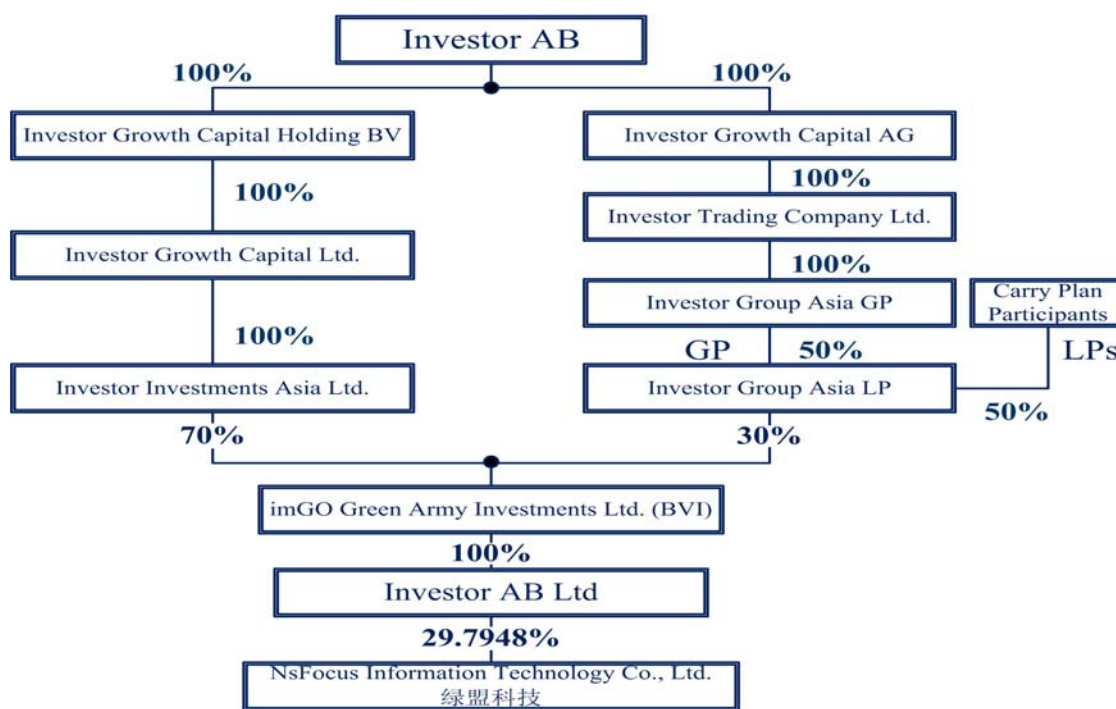 Investor AB
100%
100%
Investor Growth Capital Holding BV
Investor Growth Capital AG
100%
100%
Investor Trading Company Ltd.
Investor Growth Capital Ltd.
100%
Investor Group Asia GP
Carry Plan
Participants
100%
GP
50%
LPs
Investor Investments Asia Ltd.
Investor Group Asia LP
50%
70%
30%
imGO Green Army Investments Ltd. (BVI)
100%
Investor AB Ltd
29.7948%
NsFocus Information Technology Co., Ltd.
绿盟科技